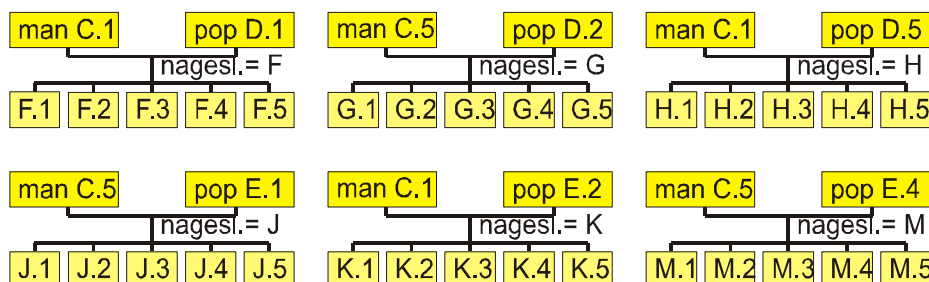 man C.1 pop D.1 man C.5 pop D.2 man C.1 pop D.5
nagesl.= F nagesl.= G nagesl.= H
F.1 F.2 F.3 F.4 F.5 G.1 G.2 G.3 G.4 G.5 H.1 H.2 H.3 H.4 H.5
man C.5 pop E.1 man C.1 pop E.2 man C.5 pop E.4
nagesl.= J nagesl.= K nagesl.= M
J.1 J.2 J.3 J.4 J.5 K.1 K.2 K.3 K.4 K.5 M.1 M.2 M.3 M.4 M.5